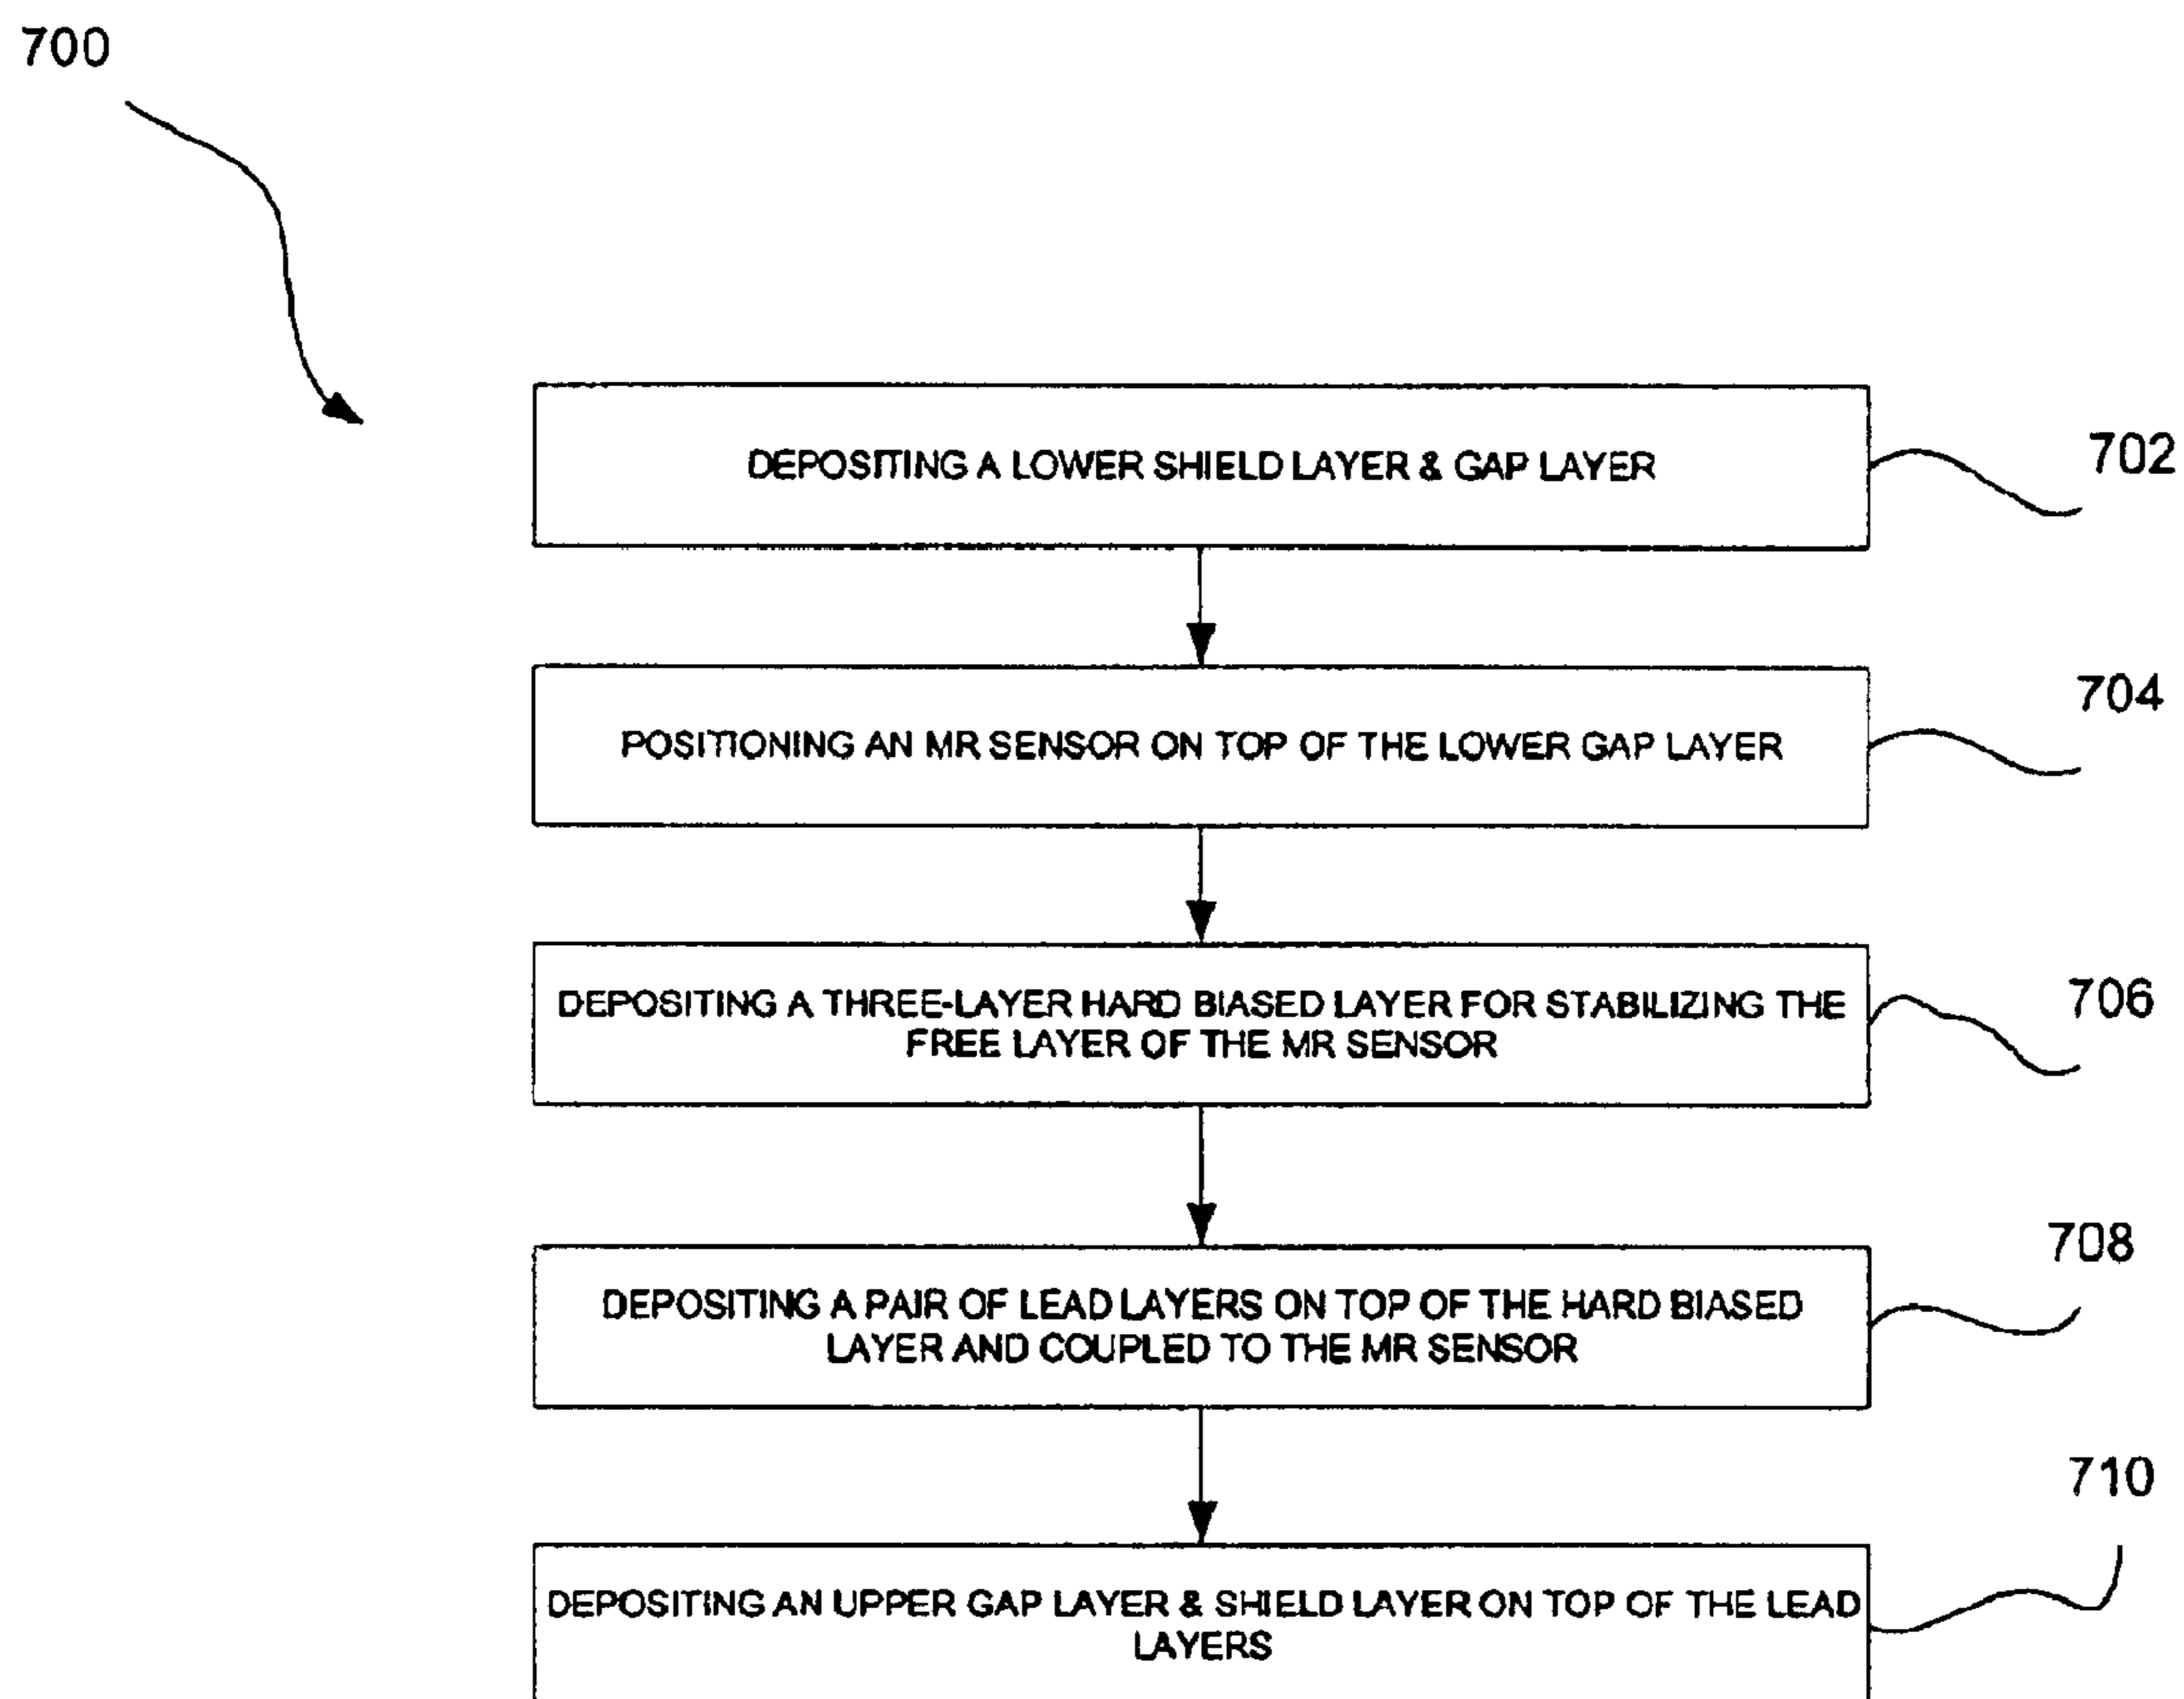 700
DEPOSITING A LOWER SHIELD LAYER & GAP LAYER
702
POSITIONING AN MR SENSOR ON TOP OF THE LOWER GAP LAYER
704
DEPOSITING A THREE-LAYER HARD BIASED LAYER FOR STABILIZING THE
FREE LAYER OF THE MR SENSOR
706
DEPOSITING A PAIR OF LEAD LAYERS ON TOP OF THE HARD BIASED
LAYER AND COUPLED TO THE MR SENSOR
708
DEPOSITING AN UPPER GAP LAYER & SHIELD LAYER ON TOP OF THE LEAD
LAYERS
710